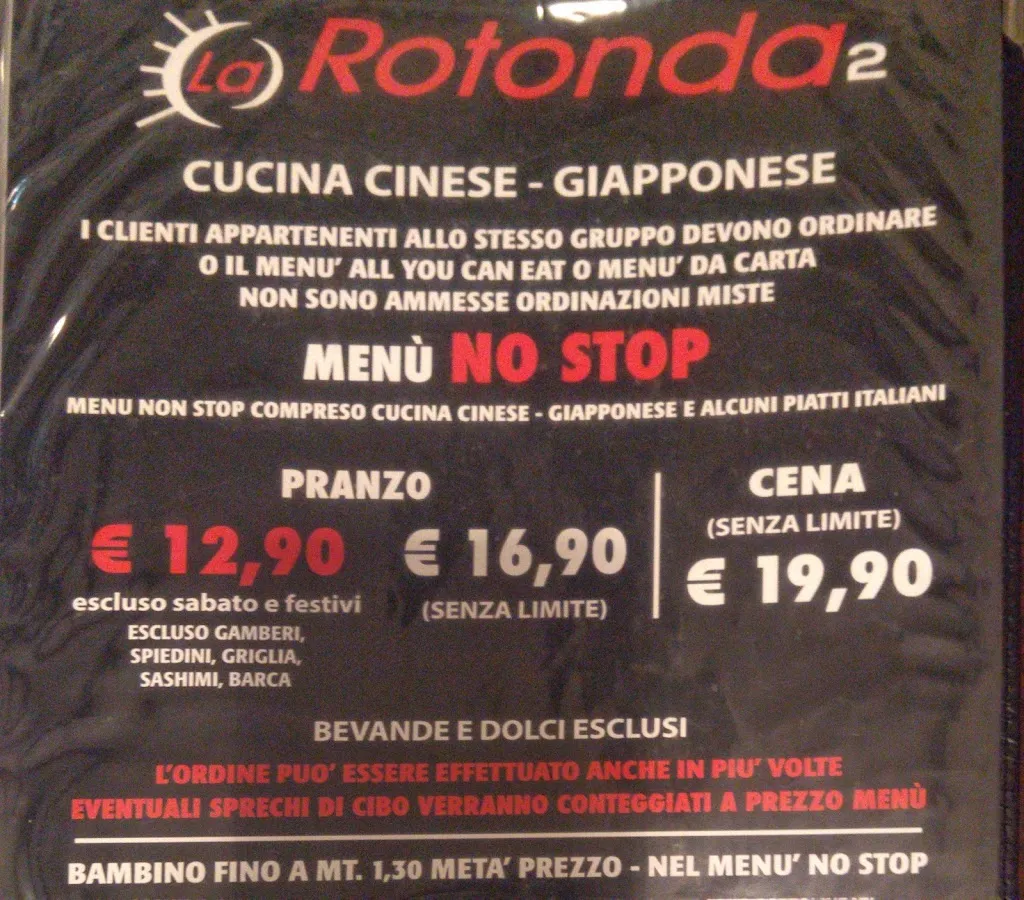 La Rotonda 2
CUCINA CINESE - GIAPPONESE
I CLIENTI APPARTENENTI ALLO STESSO GRUPPO DEVONO ORDINARE
O IL MENU' ALL YOU CAN EAT O MENU' DA CARTA
NON SONO AMMESSE ORDINAZIONI MISTE
MENÙ NO STOP
MENU NON STOP COMPRESO CUCINA CINESE - GIAPPONESE E ALCUNI PIATTI ITALIANI
PRANZO
€ 12,90
escluso sabato e festivi
ESCLUSO GAMBERI,
SPIEDINI, GRIGLIA,
SASHIMI, BARCA
€ 16,90
(SENZA LIMITE)
CENA
(SENZA LIMITE)
€ 19,90
BEVANDE E DOLCI ESCLUSI
L'ORDINE PUO' ESSERE EFFETTUATO ANCHE IN PIU' VOLTE
EVENTUALI SPRECHI DI CIBO VERRANNO CONTEGGIATI A PREZZO MENÙ
BAMBINO FINO A MT. 1,30 META' PREZZO - NEL MENU' NO STOP